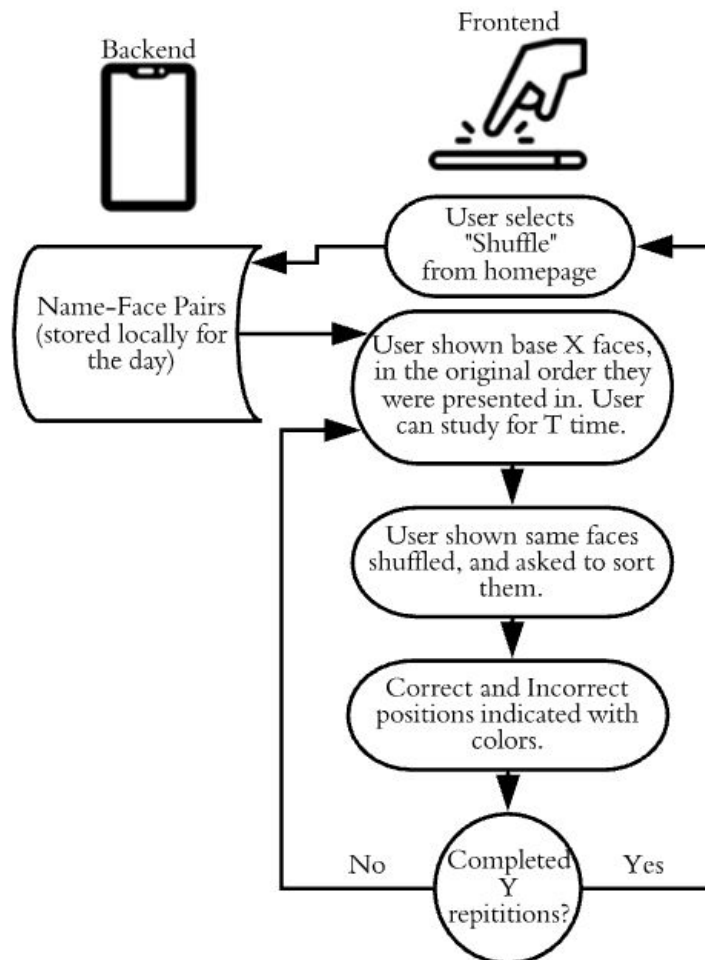 Backend
Frontend
User selects
"Shuffle"
from homepage
Name-Face Pairs
(stored locally for
the day)
User shown base X faces,
in the original order they
were presented in. User
can study for T time.
User shown same faces
shuffled, and asked to sort
them.
Correct and Incorrect
positions indicated with
colors.
No
Completed
Y
repititions?
Yes